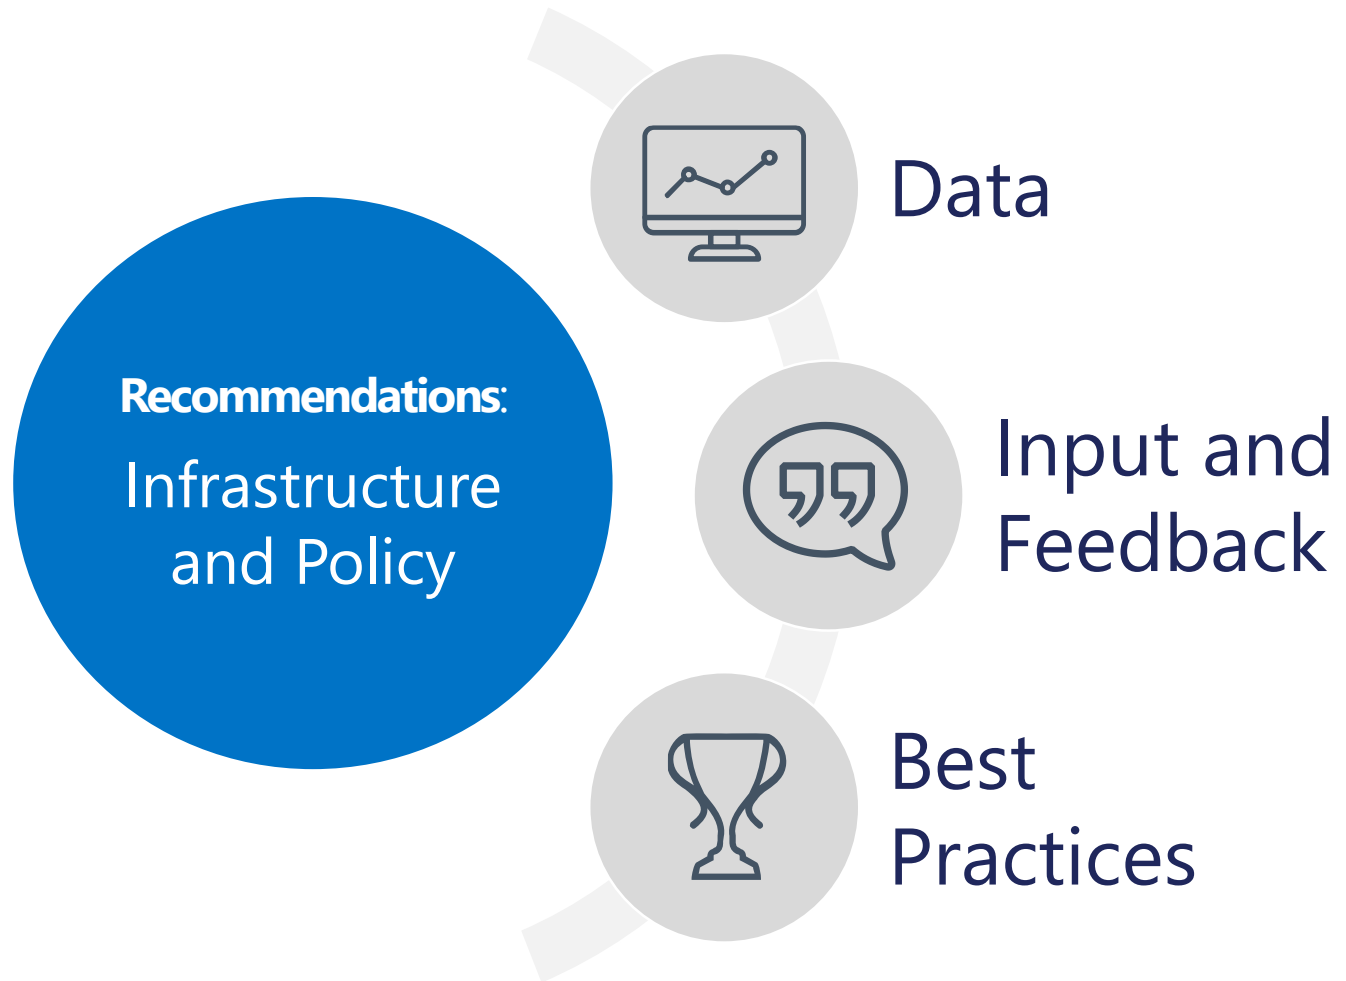 Recommendations:
Infrastructure
and Policy
Data
Input and
Feedback
Best
Practices